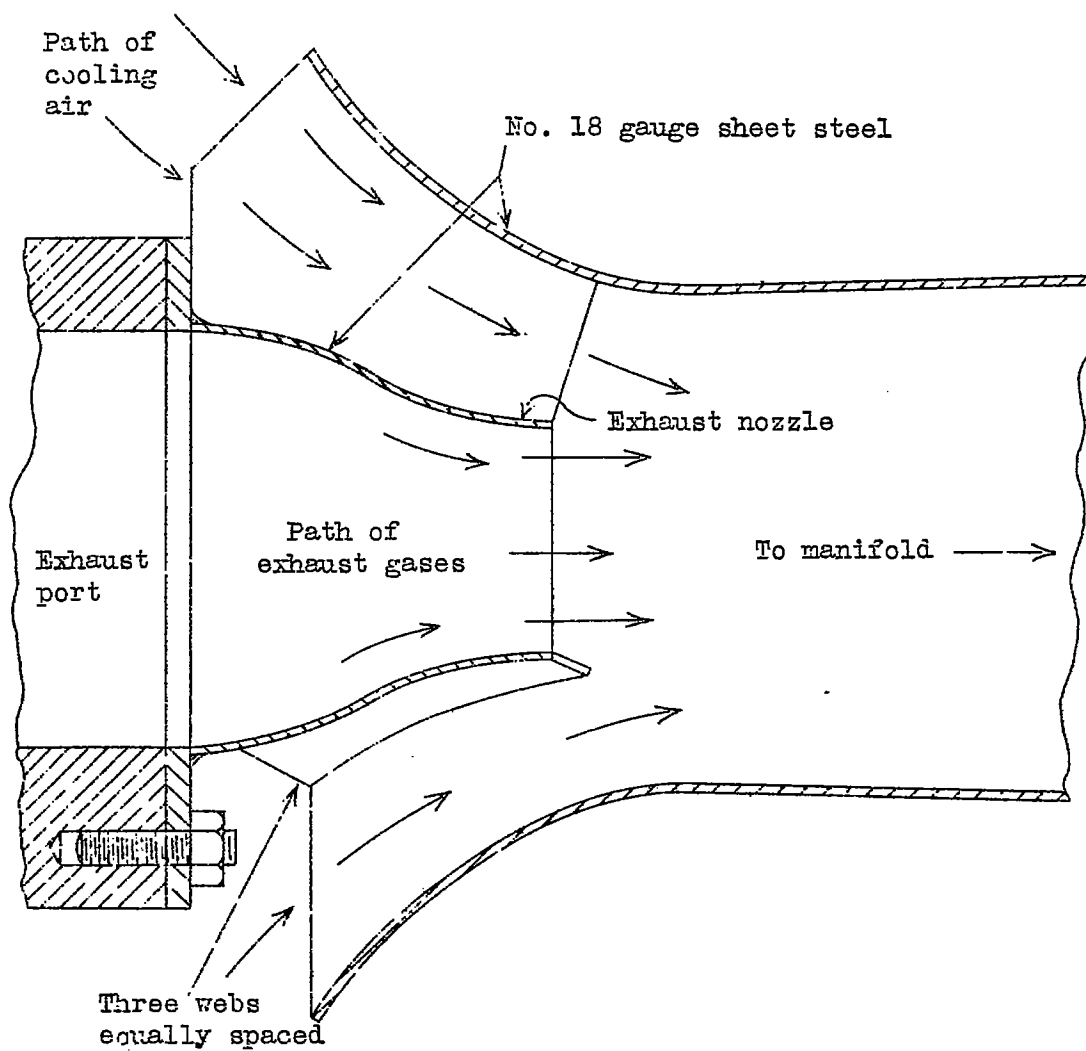 Path of
cooling
air
No. 18 gauge sheet steel
Exhaust nozzle
Path of
exhaust gases
Exhaust
port
To manifold
Three webs
equally spaced